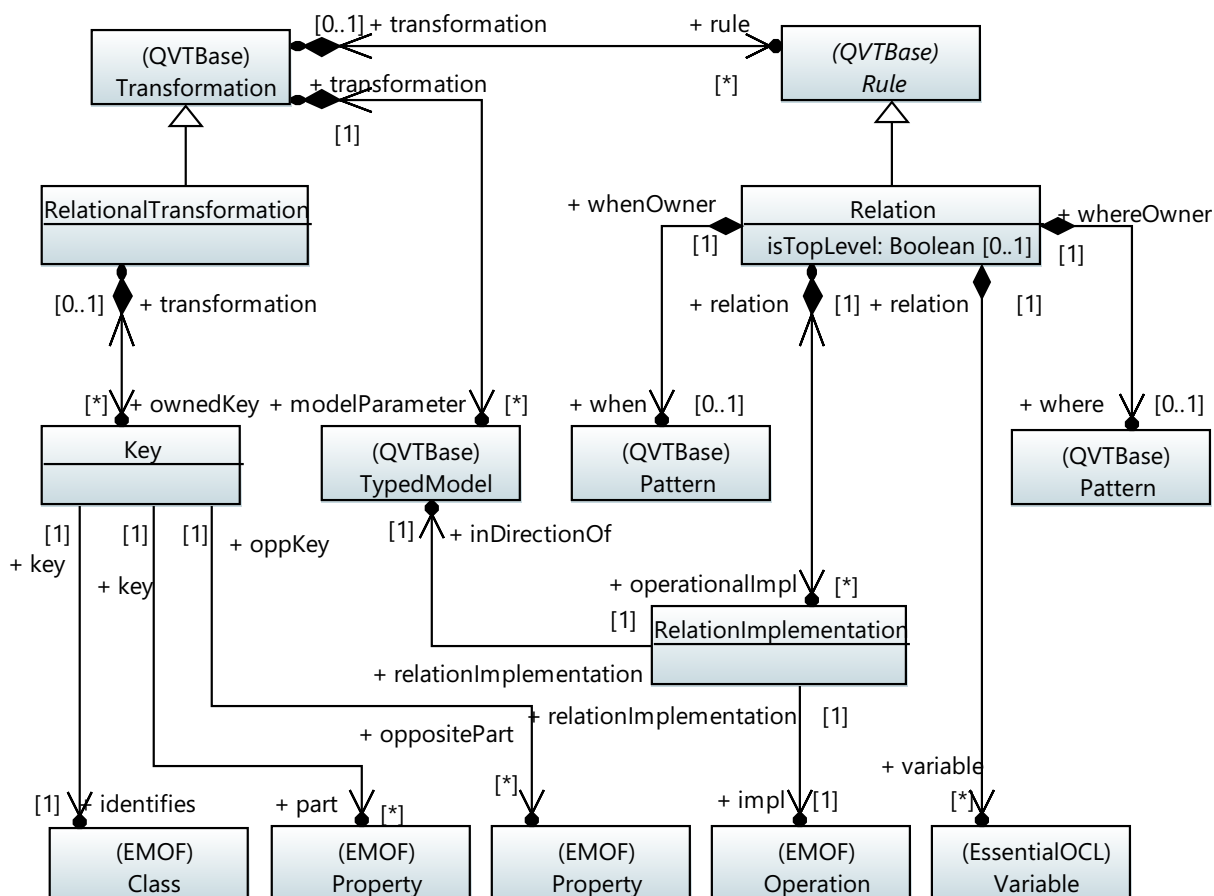 [0..1] + transformation
+ rule
(QVTBase)
Transformation
+ transformation
[1]
[*]
(QVTBase)
Rule
RelationalTransformation
+ whenOwner
[1]
Relation
isTopLevel: Boolean [0..1]
+ whereOwner
[1]
[0..1] + transformation
+ relation
[1] + relation
[1]
[*] + ownedKey
+ modelParameter
[*]
+ when
[0..1]
+ where
[0..1]
Key
(QVTBase)
TypedModel
(QVTBase)
Pattern
(QVTBase)
Pattern
[1]
+ key
[1]
+ key
[1]
+ oppKey
[1] + inDirectionOf
+ operationalImpl
[*]
[1]
RelationImplementation
+ relationImplementation
+ relationImplementation
[1]
+ oppositePart
+ variable
[1] + identifies
+ part
[*]
[*]
+ impl
[1]
[*]
(EMOF)
Class
(EMOF)
Property
(EMOF)
Property
(EMOF)
Operation
(EssentialOCL)
Variable